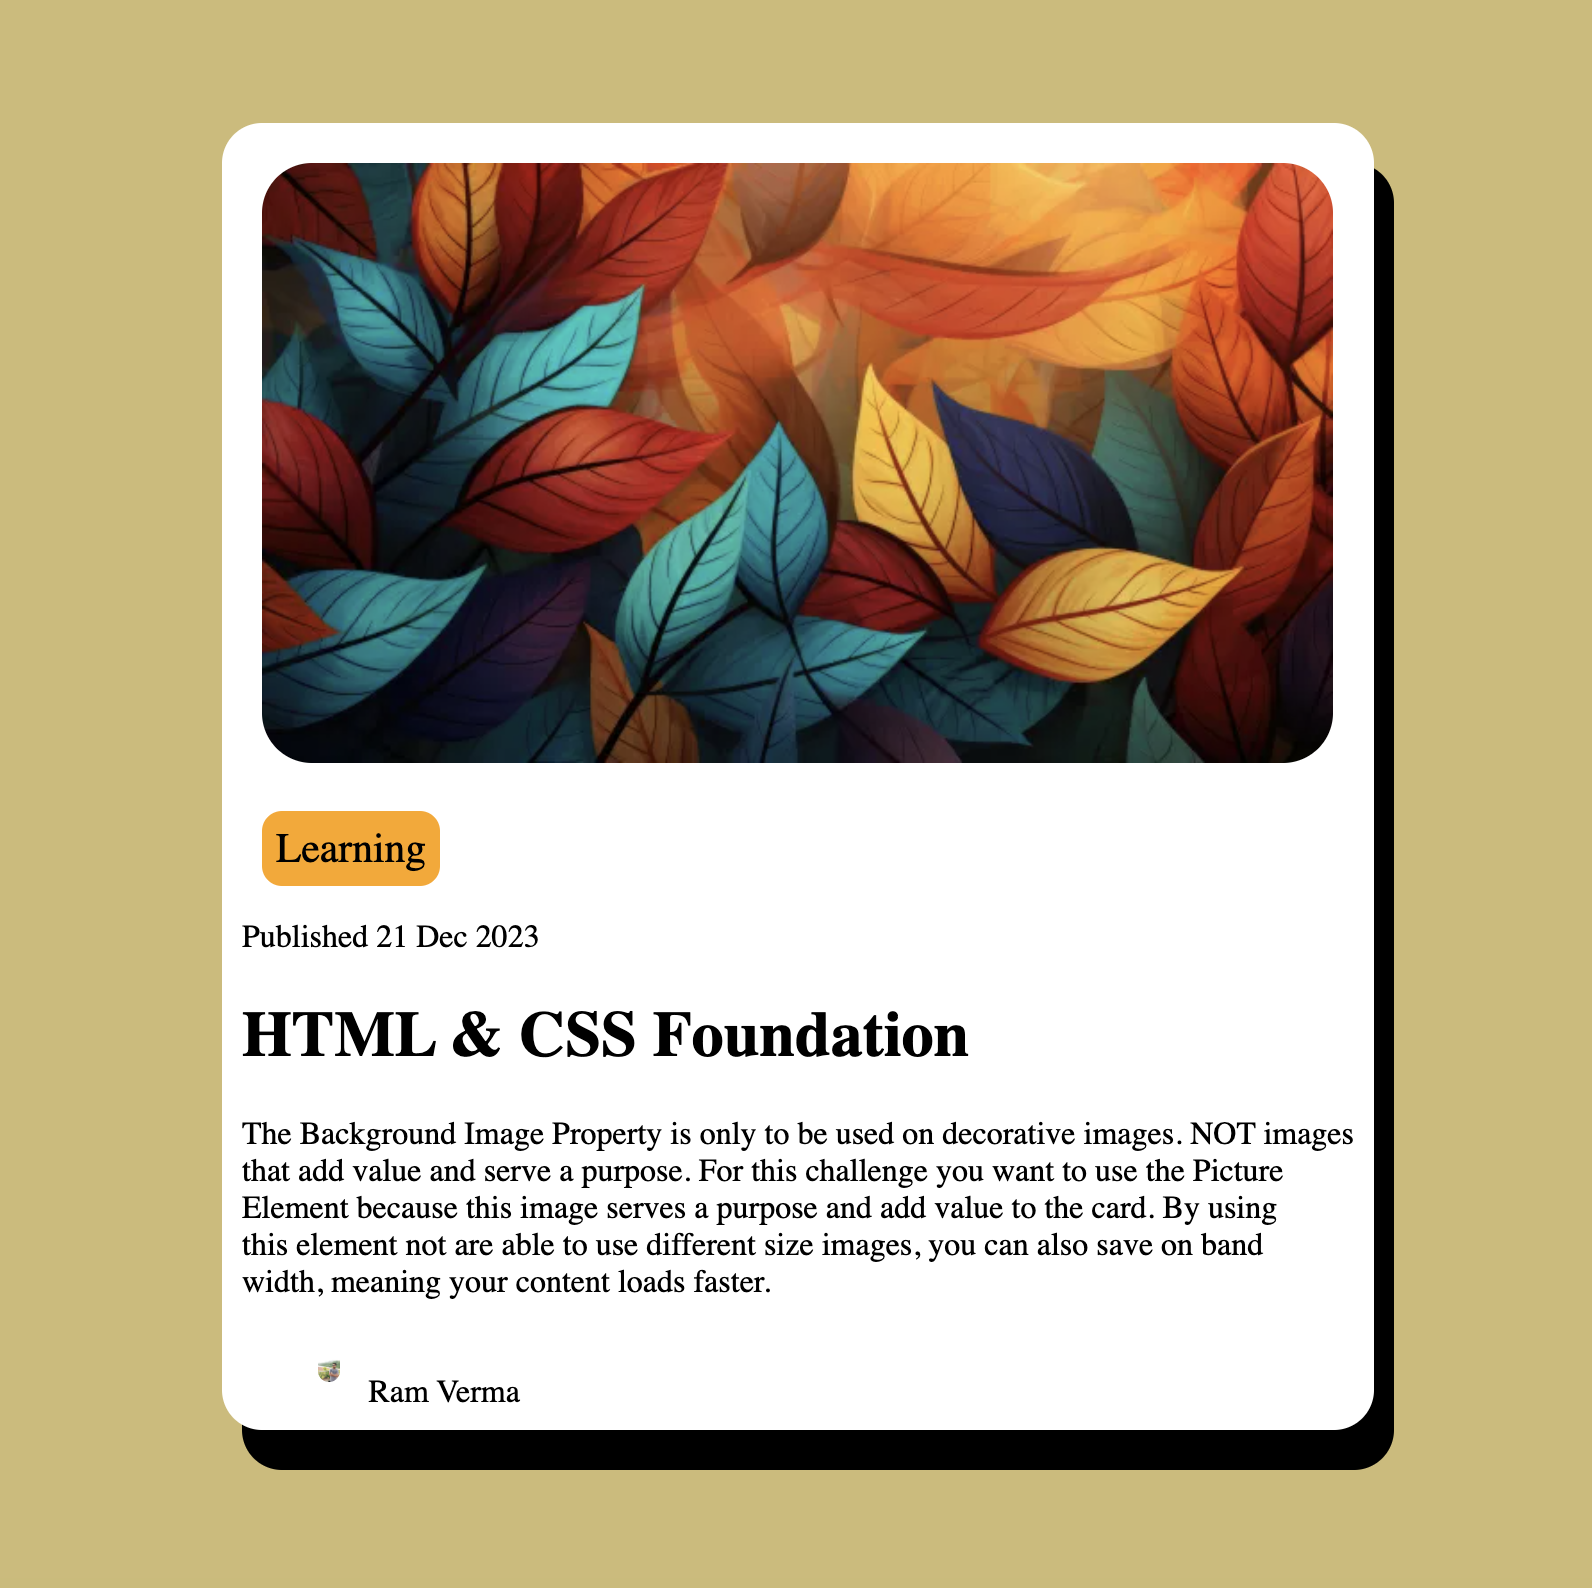 Learning
Published 21 Dec 2023
HTML & CSS Foundation
The Background Image Property is only to be used on decorative images. NOT images
that add value and serve a purpose. For this challenge you want to use the Picture
Element because this image serves a purpose and add value to the card. By using
this element not are able to use different size images, you can also save on band
width, meaning your content loads faster.
Ram Verma